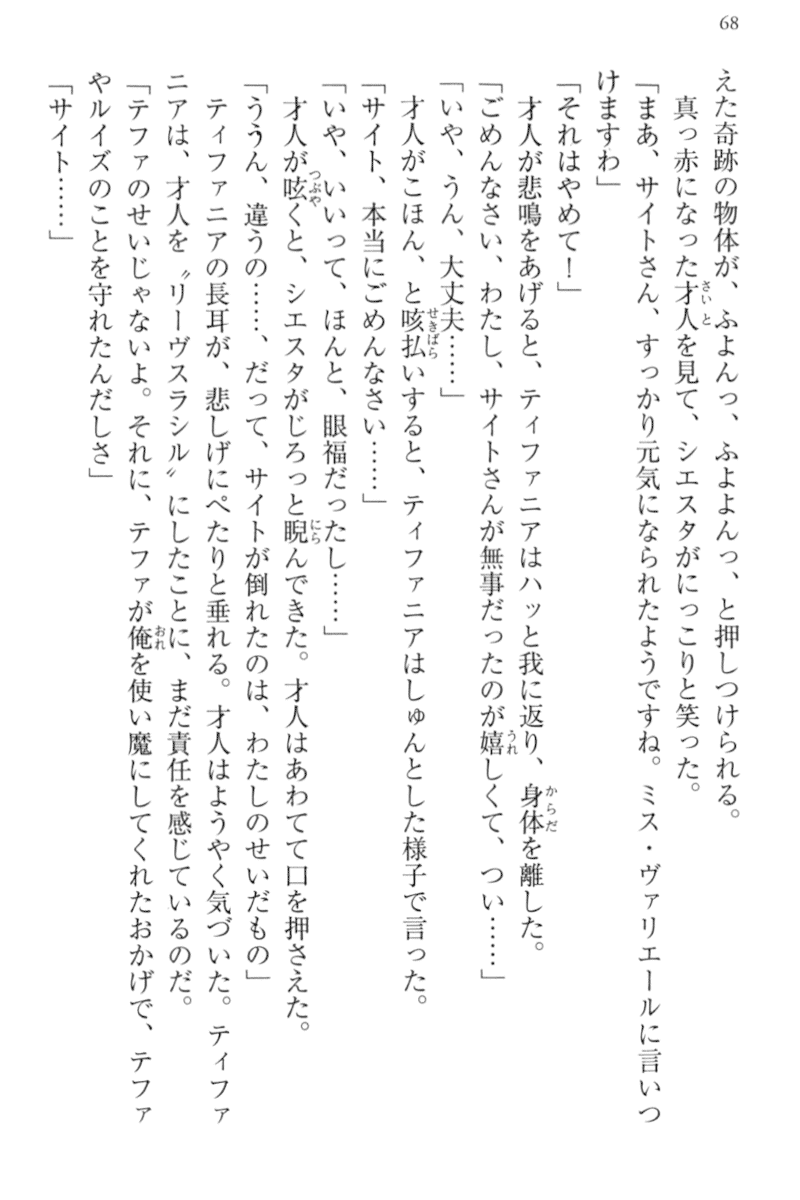 68
えた奇跡の物体が、ふよんっ、ふよよんっ、と押しつけられる。
　真っ赤になった才人を見て、シエスタがにっこりと笑った。
「まあ、サイトさん、すっかり元気になられたようですね。ミス・ヴァリエールに言いつ
けますわ」
「それはやめて！」
　才人が悲鳴をあげると、ティファニアはハッと我に返り、身体を離した。
「ごめんなさい、わたし、サイトさんが無事だったのが嬉しくて、つい……」
「いや、うん、大丈夫……」
　才人がこほん、と咳払いすると、ティファニアはしゅんとした様子で言った。
「サイト、本当にごめんなさい……」
「いや、いいって、ほんと、眼福だったし……」
　才人が呟くと、シエスタがじろっと睨んできた。才人はあわてて口を押さえた。
「ううん、違うの……、だって、サイトが倒れたのは、わたしのせいだもの」
　ティファニアの長耳が、悲しげにぺたりと垂れる。才人はようやく気づいた。ティファ
ニアは、才人を〝リーヴスラシル〟にしたことに、まだ責任を感じているのだ。
「テファのせいじゃないよ。それに、テファが俺を使い魔にしてくれたおかげで、テファ
やルイズのことを守れたんだしさ」
「サイト……」